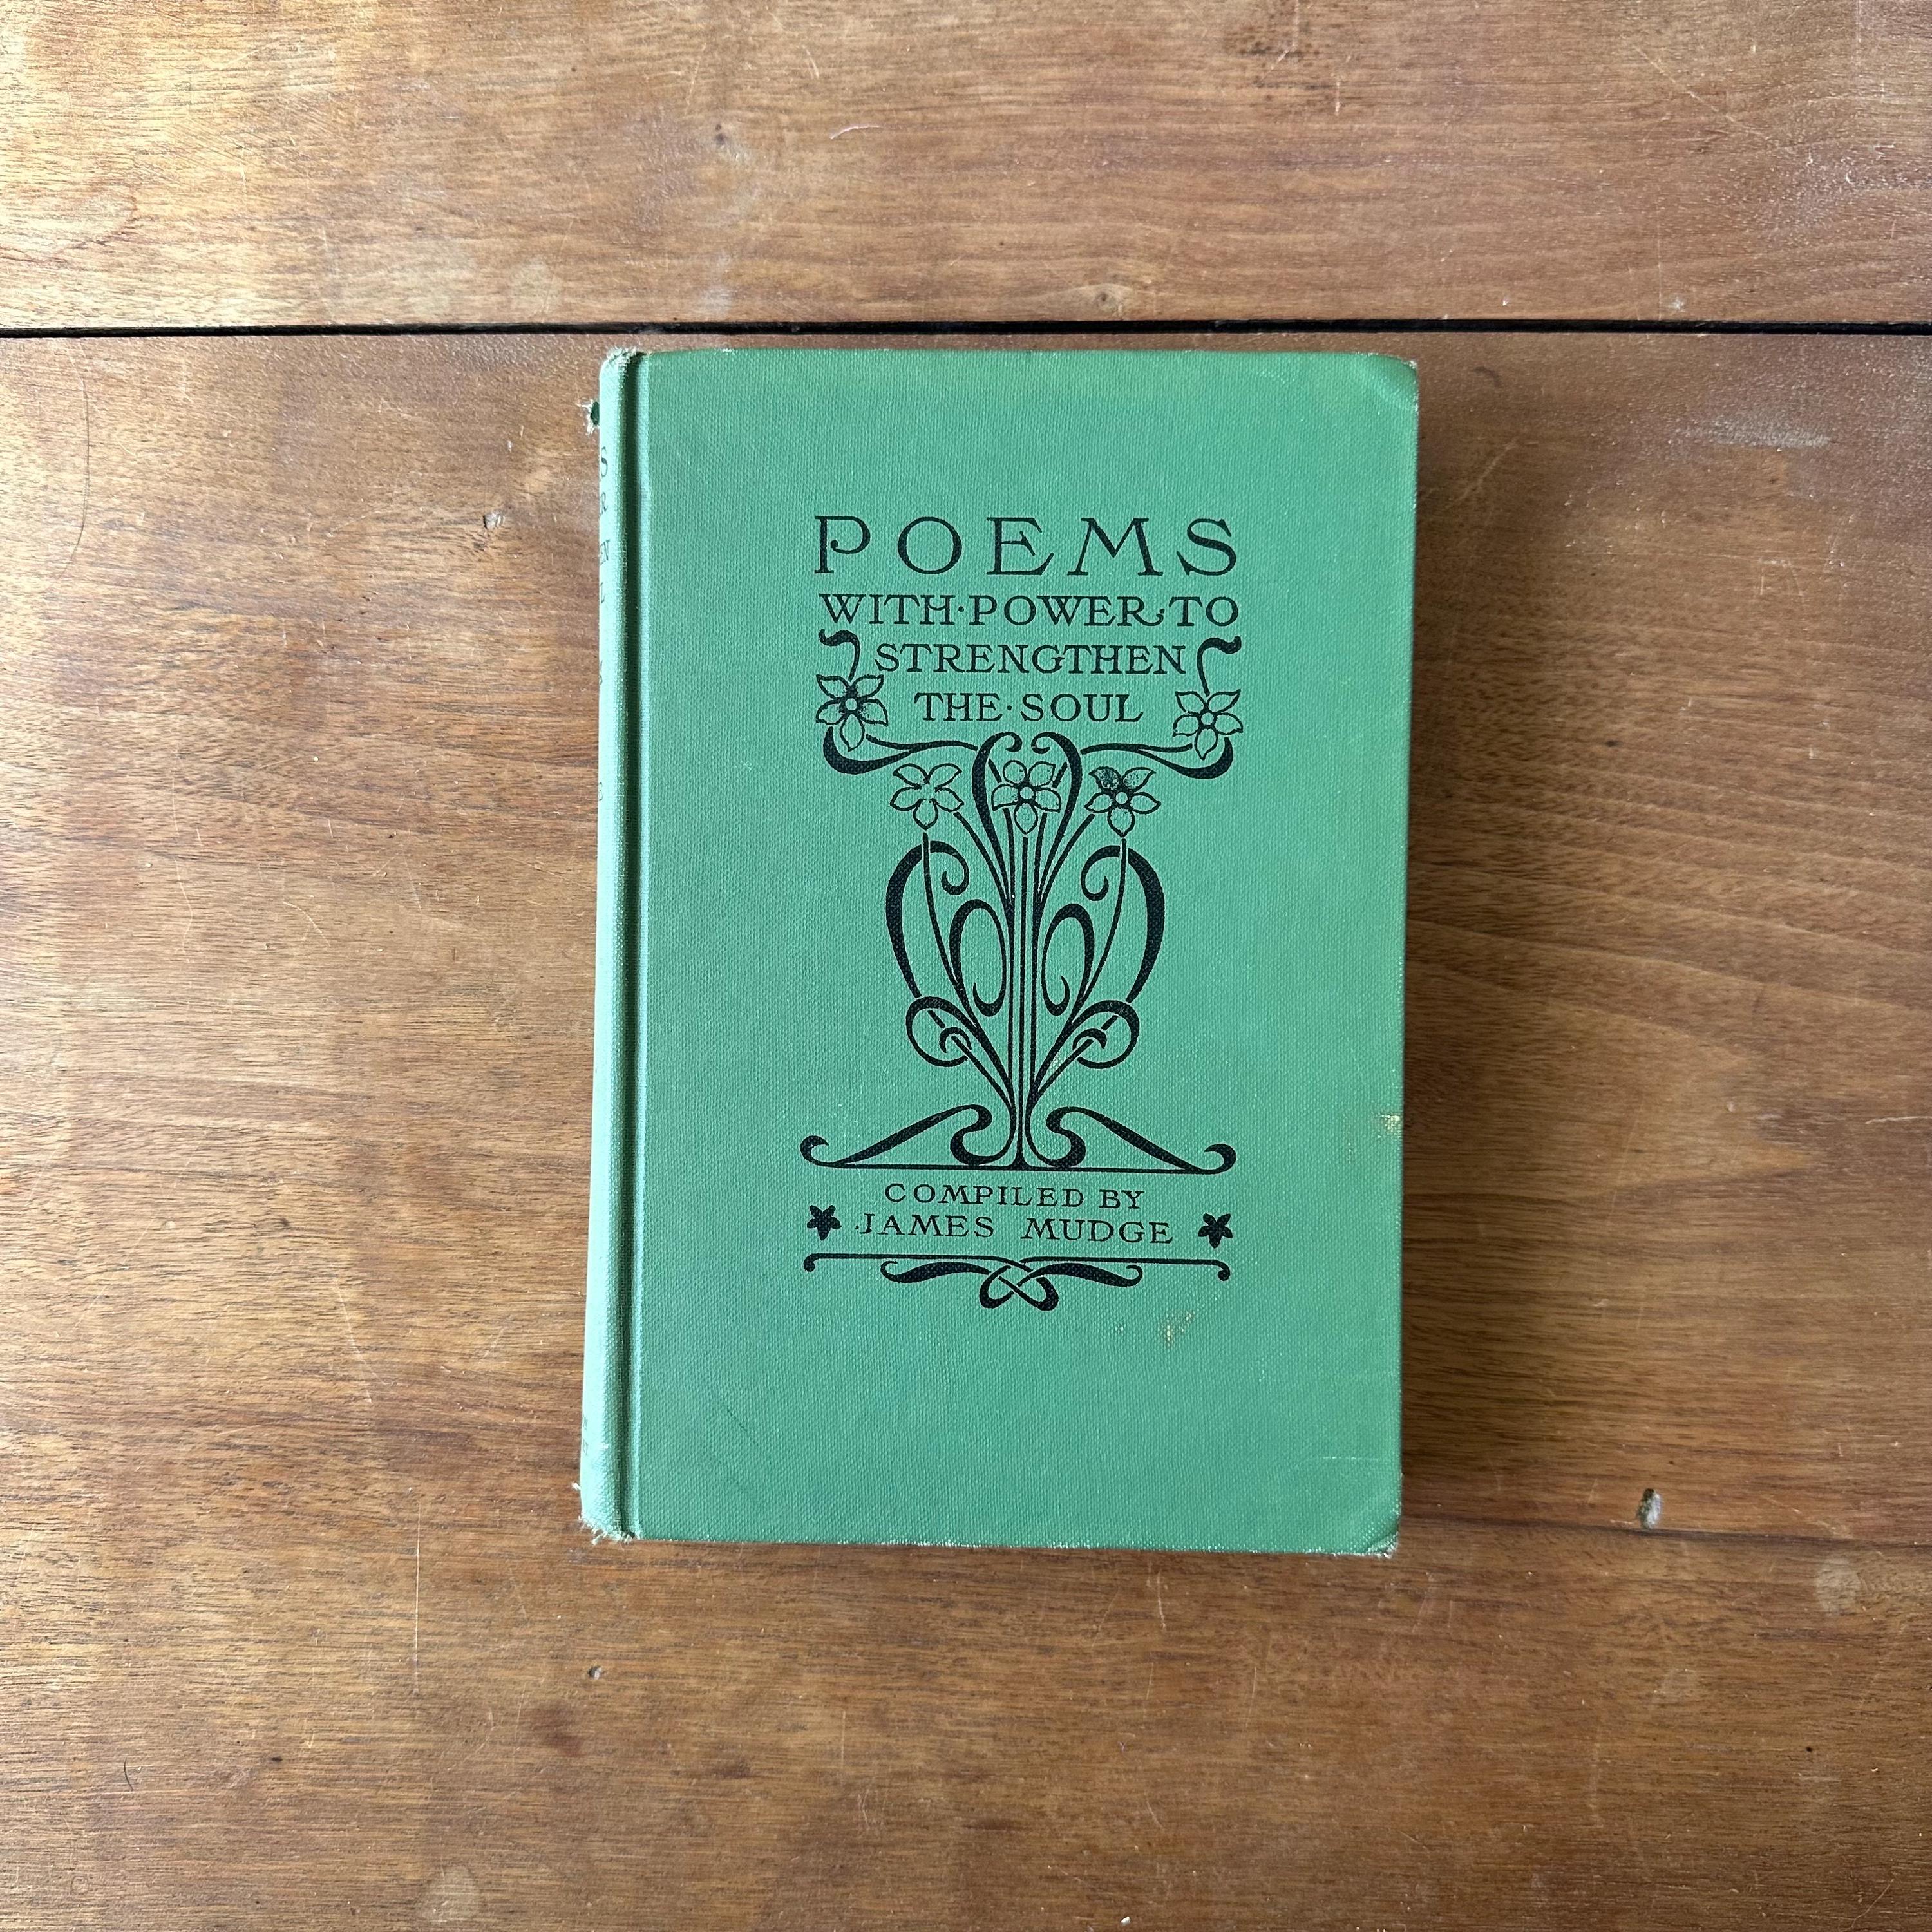 POEMS
WITH·POWER·TO
STRENGTHEN
THE·SOUL
COMPILED BY
JAMES MUDGE